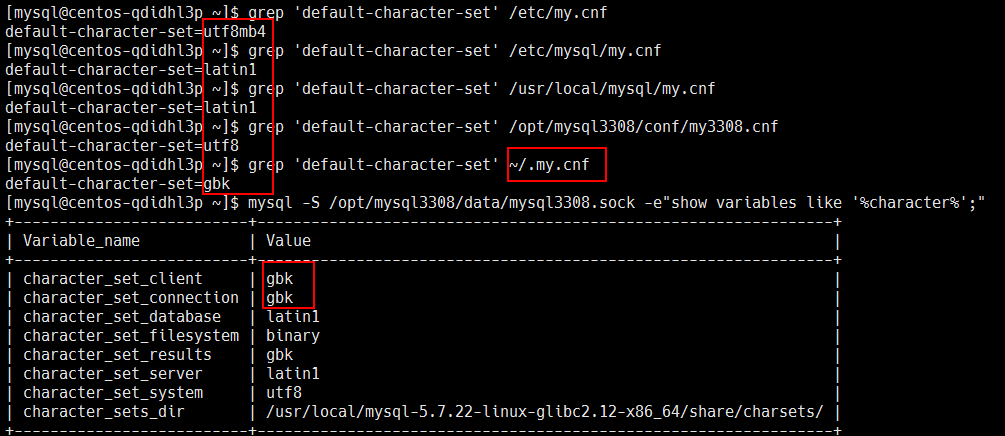 [mysql@centos-qdidhl3p ~]$ grep 'default-character-set' /etc/my.cnf
default-character-set=utf8mb4
[mysql@centos-qdidhl3p ~]$ grep 'default-character-set' /etc/mysql/my.cnf
default-character-set=latin1
[mysql@centos-qdidhl3p ~]$ grep 'default-character-set' /usr/local/mysql/my.cnf
default-character-set=latin1
[mysql@centos-qdidhl3p ~]$ grep 'default-character-set' /opt/mysql3308/conf/my3308.cnf
default-character-set=utf8
[mysql@centos-qdidhl3p ~]$ grep 'default-character-set' ~/.my.cnf
default-character-set=gbk
[mysql@centos-qdidhl3p ~]$ mysql -S /opt/mysql3308/data/mysql3308.sock -e"show variables like '%character%';"
+--------------------------+----------------------------------------------------------------+
| Variable_name            | Value                                                          |
+--------------------------+----------------------------------------------------------------+
| character_set_client     | gbk                                                            |
| character_set_connection | gbk                                                            |
| character_set_database   | latin1                                                         |
| character_set_filesystem | binary                                                         |
| character_set_results    | gbk                                                            |
| character_set_server     | latin1                                                         |
| character_set_system     | utf8                                                           |
| character_sets_dir       | /usr/local/mysql-5.7.22-linux-glibc2.12-x86_64/share/charsets/ |
+--------------------------+----------------------------------------------------------------+